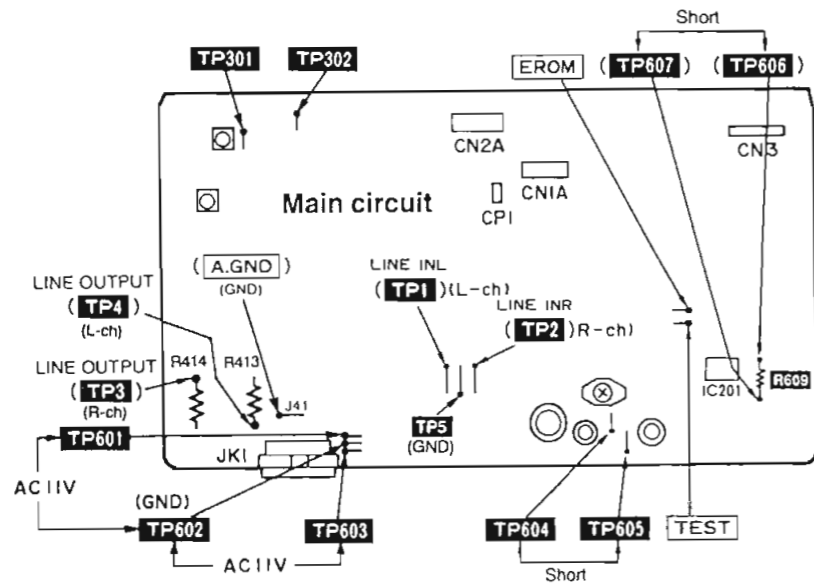 Short
TP301
TP302
EROM
(TP607)
(TP606)
CN2A
CN3
CN1A
CP1
Main circuit
(A.GND)
(GND)
LINE INL
(TP1)(L-ch)
LINE INR
(TP2)R-ch)
LINE OUTPUT
(TP4)
(L-ch)
LINE OUTPUT
(TP3)
(R-ch)
R414
R413
J41
IC201
R609
TP5
(GND)
TP601
JK1
AC11V
(GND)
TP602
TP603
TP604
TP605
TEST
AC11V
Short